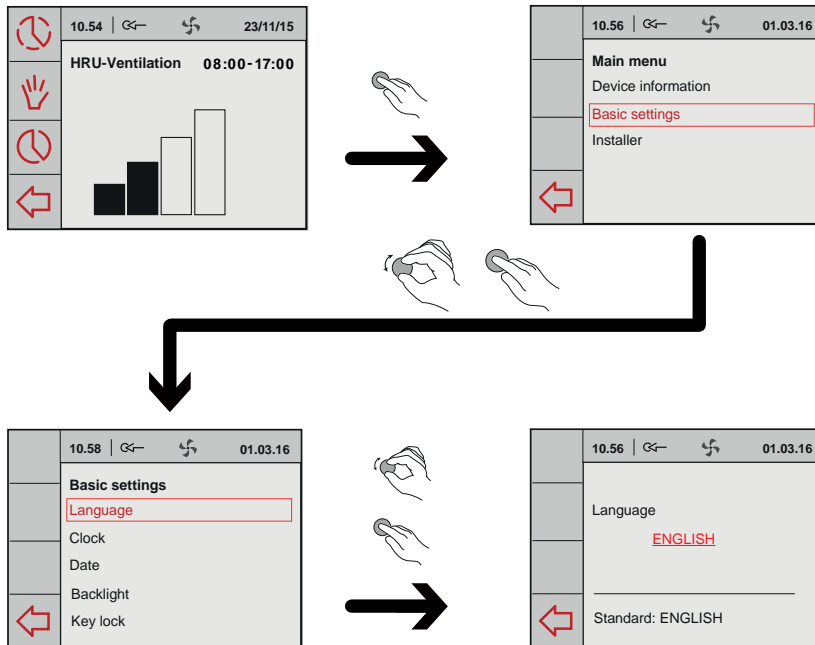 10.54 23/11/15
HRU-Ventilation 08:00-17:00
10.56 01.03.16
Main menu
Device information
Basic settings
Installer
10.58 01.03.16
Basic settings
Language
Clock
Date
Backlight
Key lock
10.56 01.03.16
Language
ENGLISH
Standard: ENGLISH